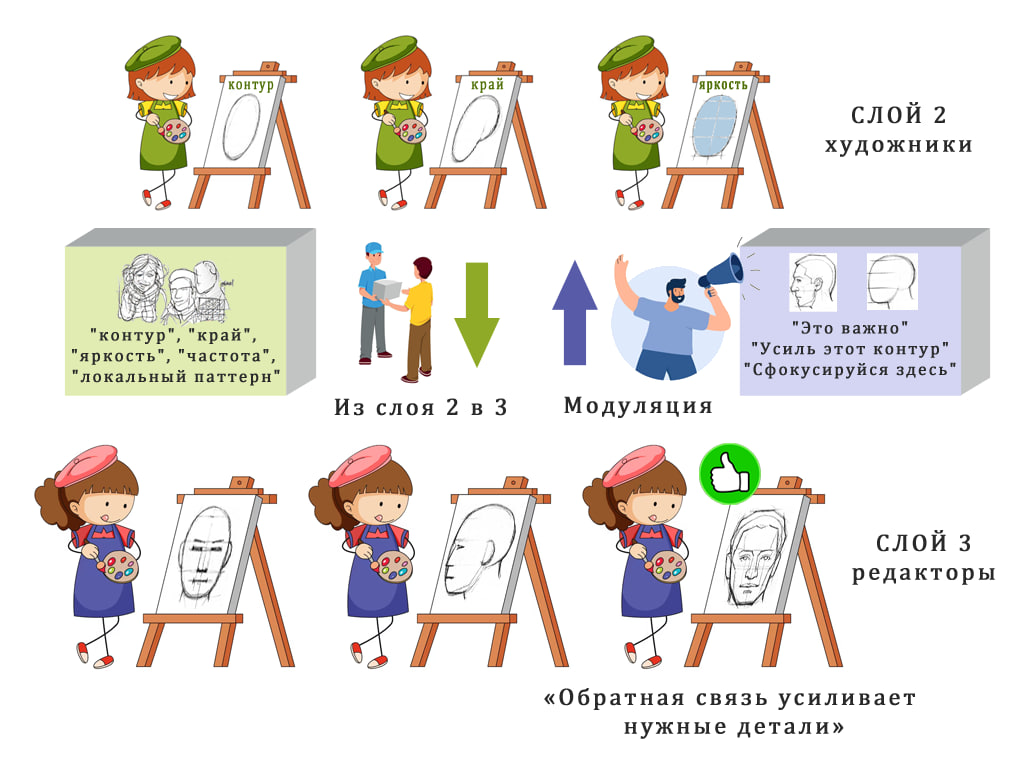 контур
край
яркость
СЛОЙ 2
художники
"контур", "край",
"яркость", "частота",
"локальный паттерн"
Из слоя 2 в 3
Модуляция
"Это важно"
"Усиль этот контур"
"Сфокусируйся здесь"
СЛОЙ 3
редакторы
«Обратная связь усиливает
нужные детали»